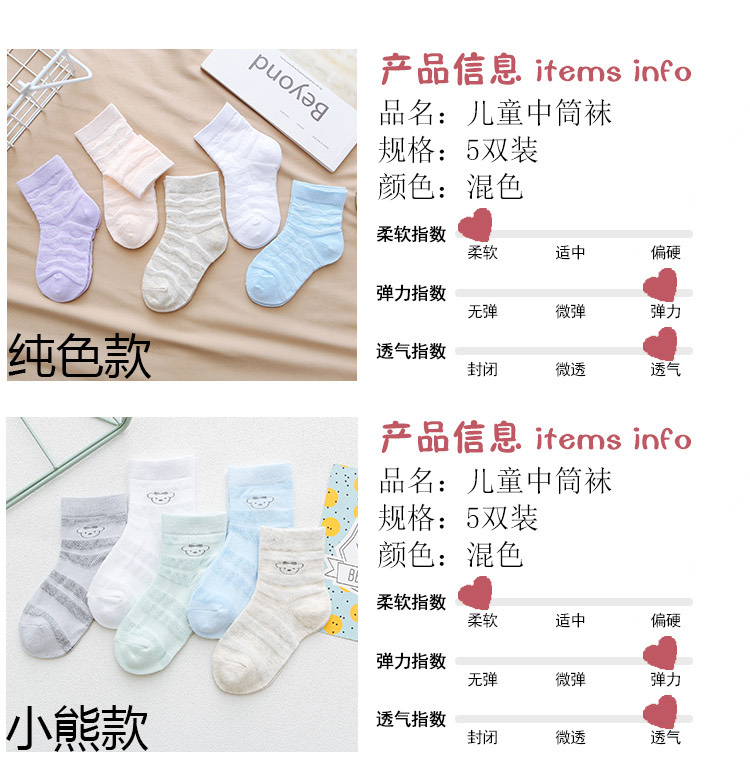 Beyond
纯色款
产品信息 items info
品名：儿童中筒袜
规格：5双装
颜色：混色
柔软指数
柔软 适中 偏硬
弹力指数
无弹 微弹 弹力
透气指数
封闭 微透 透气
小熊款
产品信息 items info
品名：儿童中筒袜
规格：5双装
颜色：混色
柔软指数
柔软 适中 偏硬
弹力指数
无弹 微弹 弹力
透气指数
封闭 微透 透气